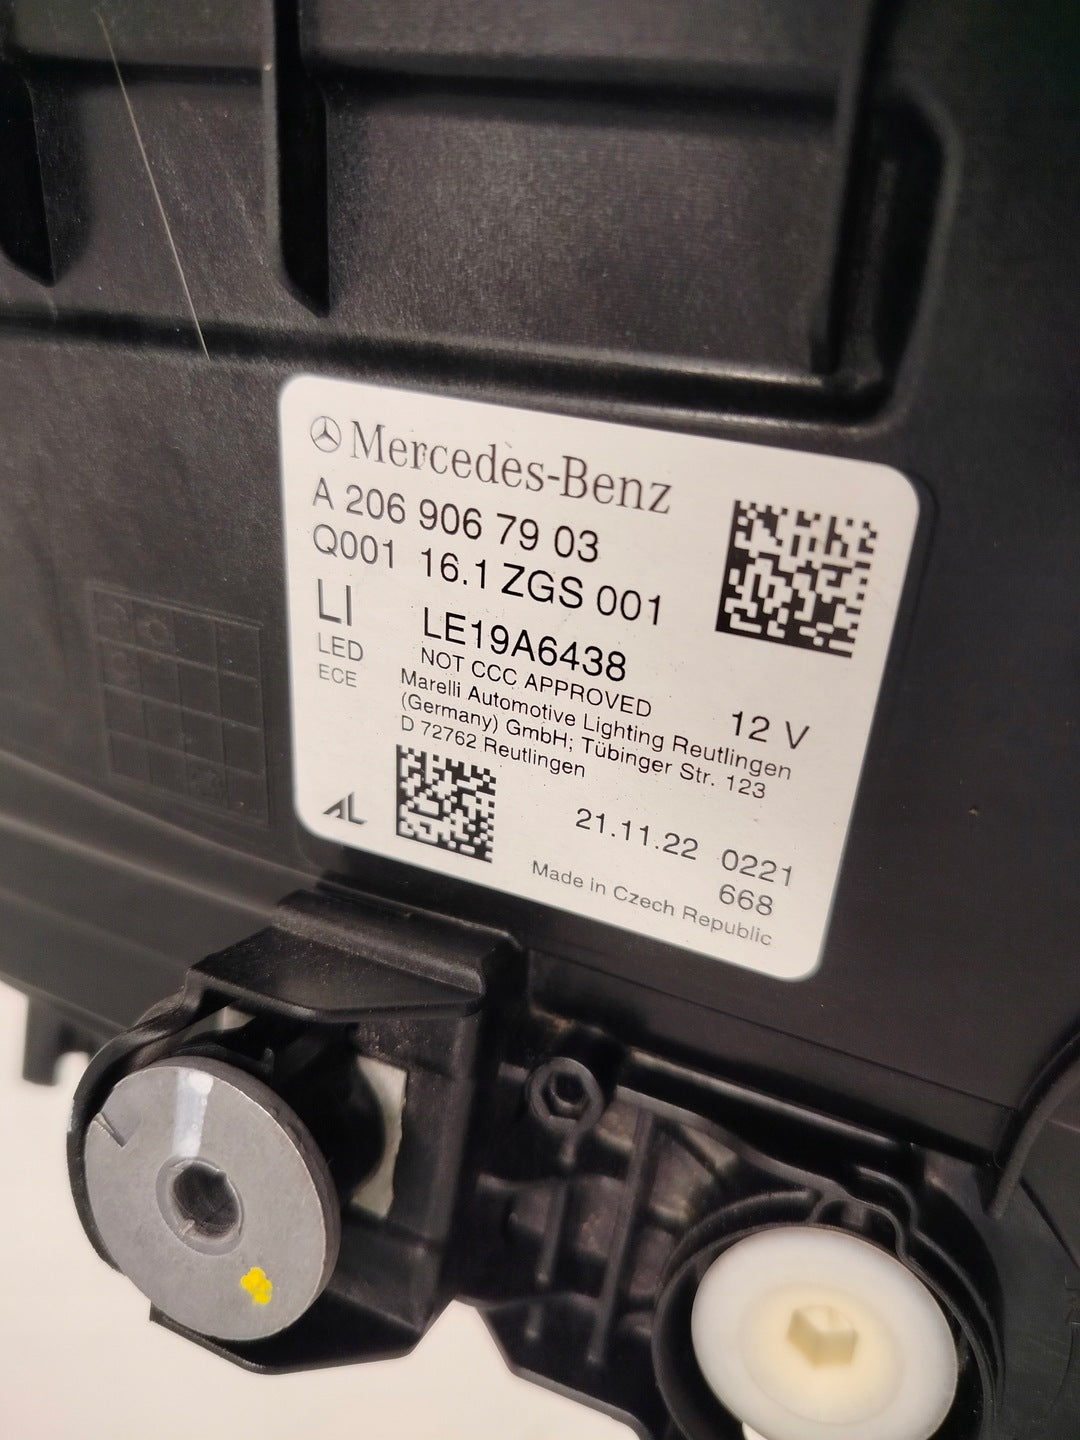 Mercedes-Benz
A 206 906 79 03
Q001 16.1 ZGS 001
LI LE19A6438
LED NOT CCC APPROVED
ECE Marelli Automotive Lighting Reutlingen
(Germany) GmbH; Tübinger Str. 123
D 72762 Reutlingen
12 V
AL
21.11.22 0221
668
Made in Czech Republic